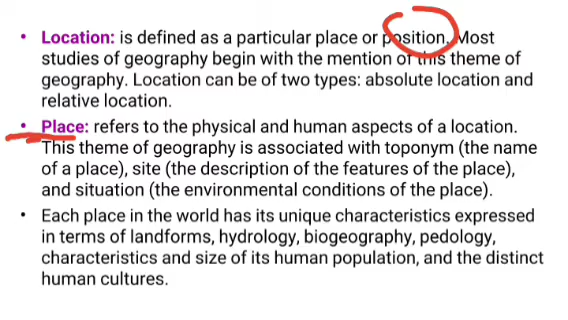 • Location: is defined as a particular place or position. Most
studies of geography begin with the mention of this theme of
geography. Location can be of two types: absolute location and
relative location.
• Place: refers to the physical and human aspects of a location.
This theme of geography is associated with toponym (the name
of a place), site (the description of the features of the place),
and situation (the environmental conditions of the place).
• Each place in the world has its unique characteristics expressed
in terms of landforms, hydrology, biogeography, pedology,
characteristics and size of its human population, and the distinct
human cultures.